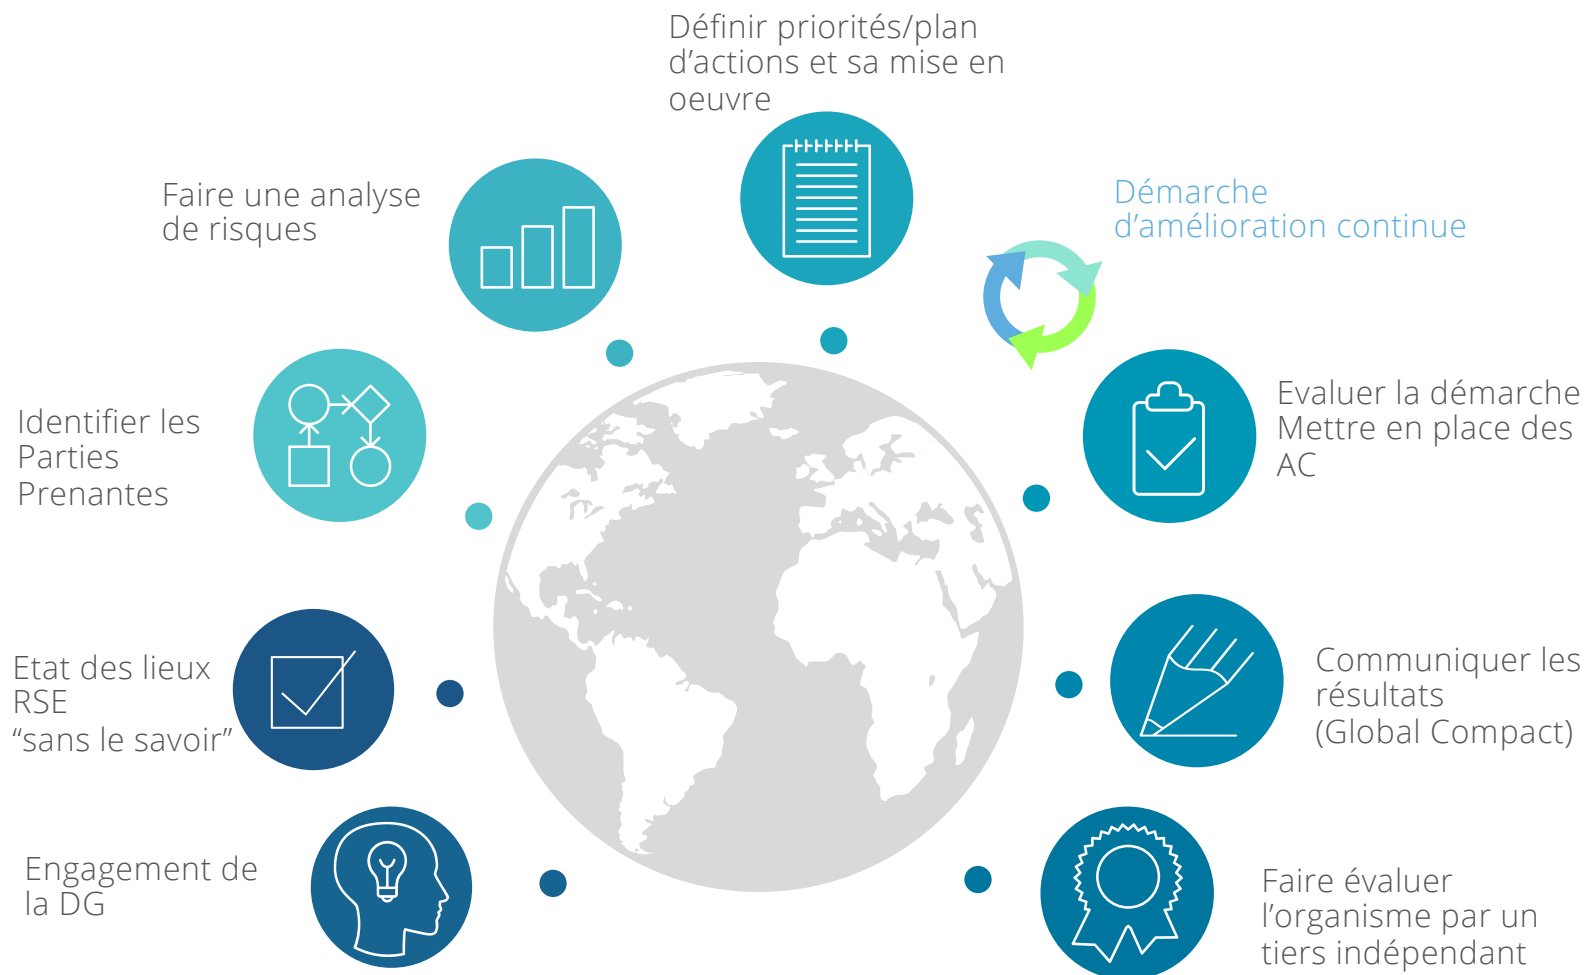 Définir priorités/plan
d’actions et sa mise en
oeuvre
Faire une analyse
de risques
Démarche
d’amélioration continue
Identifier les
Parties
Prenantes
Evaluer la démarche
Mettre en place des
AC
Etat des lieux
RSE
“sans le savoir”
Communiquer les
résultats
(Global Compact)
Engagement de
la DG
Faire évaluer
l’organisme par un
tiers indépendant